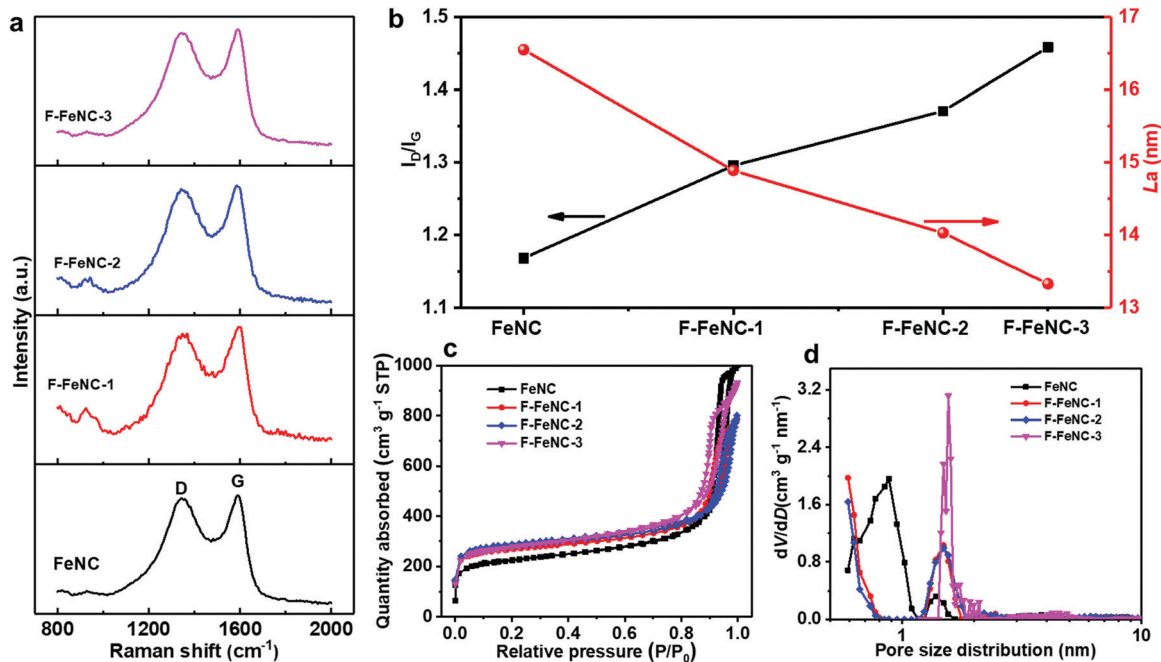 a
F-FeNC-3
F-FeNC-2
F-FeNC-1
D
G
FeNC
Intensity (a.u.)
800 1200 1600 2000
Raman shift (cm-1)
b
1.5
1.4
1.3
1.2
1.1
ID/IG
17
16
15
14
13
La (nm)
FeNC F-FeNC-1 F-FeNC-2 F-FeNC-3
c
1000
800
600
400
200
0
Quantity absorbed (cm3 g-1 STP)
FeNC
F-FeNC-1
F-FeNC-2
F-FeNC-3
0.0 0.2 0.4 0.6 0.8 1.0
Relative pressure (P/P0)
d
3.2
2.4
1.6
0.8
0.0
dV/dD(cm3 g-1 nm-1)
FeNC
F-FeNC-1
F-FeNC-2
F-FeNC-3
1 10
Pore size distribution (nm)